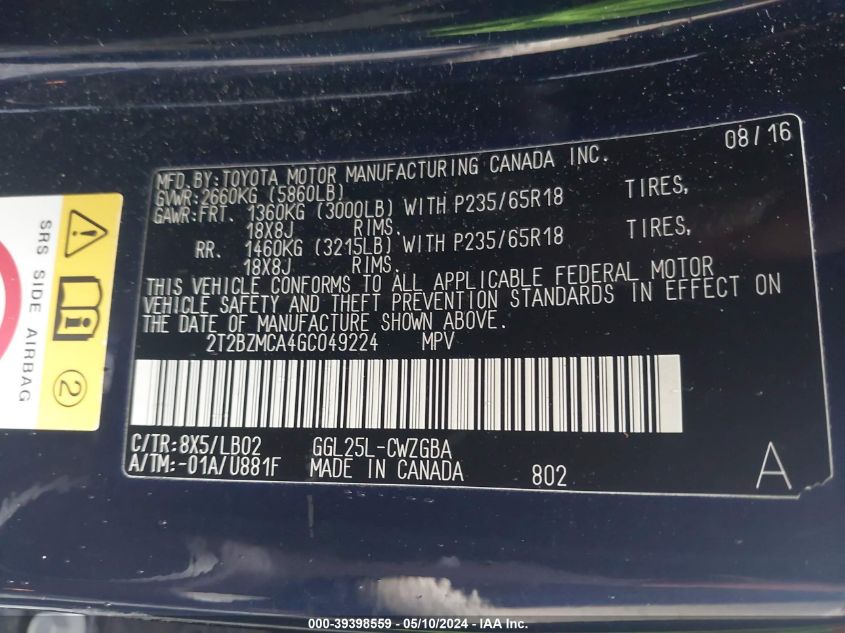 08/16
MFD. BY: TOYOTA MOTOR MANUFACTURING CANADA INC.
GVWR: 2660KG (5860LB)
GAWR: FRT. 1360KG (3000LB) WITH P235/65R18 TIRES,
18X8J RIMS.
RR. 1460KG (3215LB) WITH P235/65R18 TIRES,
18X8J RIMS.
THIS VEHICLE CONFORMS TO ALL APPLICABLE FEDERAL MOTOR
VEHICLE SAFETY AND THEFT PREVENTION STANDARDS IN EFFECT ON
THE DATE OF MANUFACTURE SHOWN ABOVE.
2T2BZMCA4GC049224 MPV
C/TR: 8X5/LB02 GGL25L-CWZGBA
A/TM: -01A/U881F MADE IN CANADA 802 A
SRS SIDE AIRBAG
2
000-39398559 - 05/10/2024 - IAA Inc.